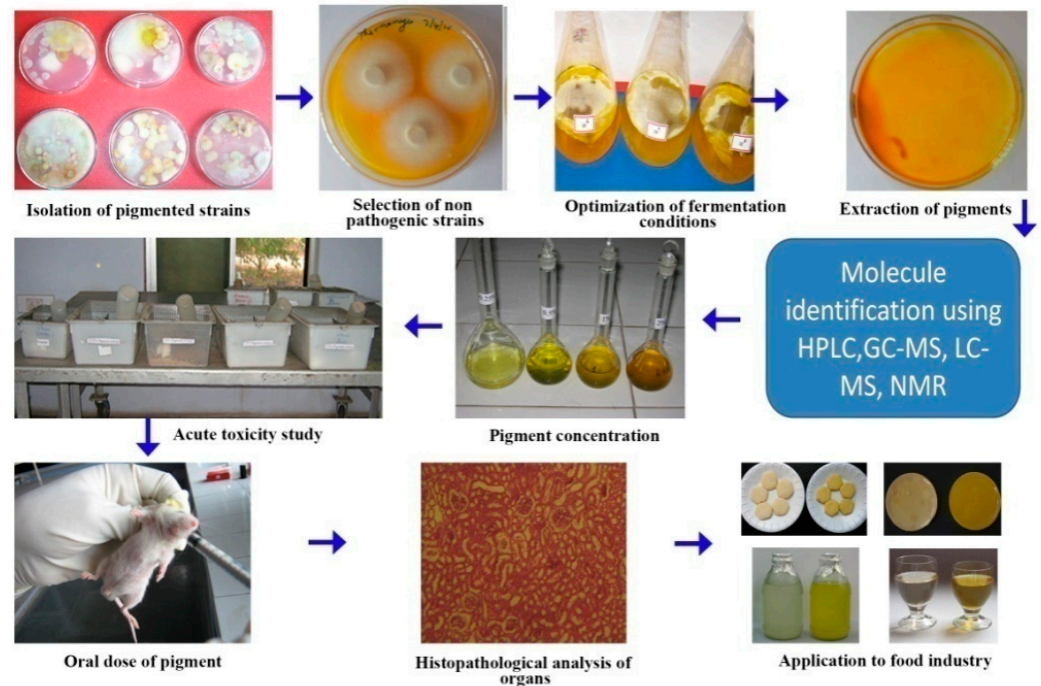 Isolation of pigmented strains
Selection of non
pathogenic strains
Optimization of fermentation
conditions
Extraction of pigments
Molecule
identification using
HPLC,GC-MS, LC-
MS, NMR
Pigment concentration
Acute toxicity study
Oral dose of pigment
Histopathological analysis of
organs
Application to food industry